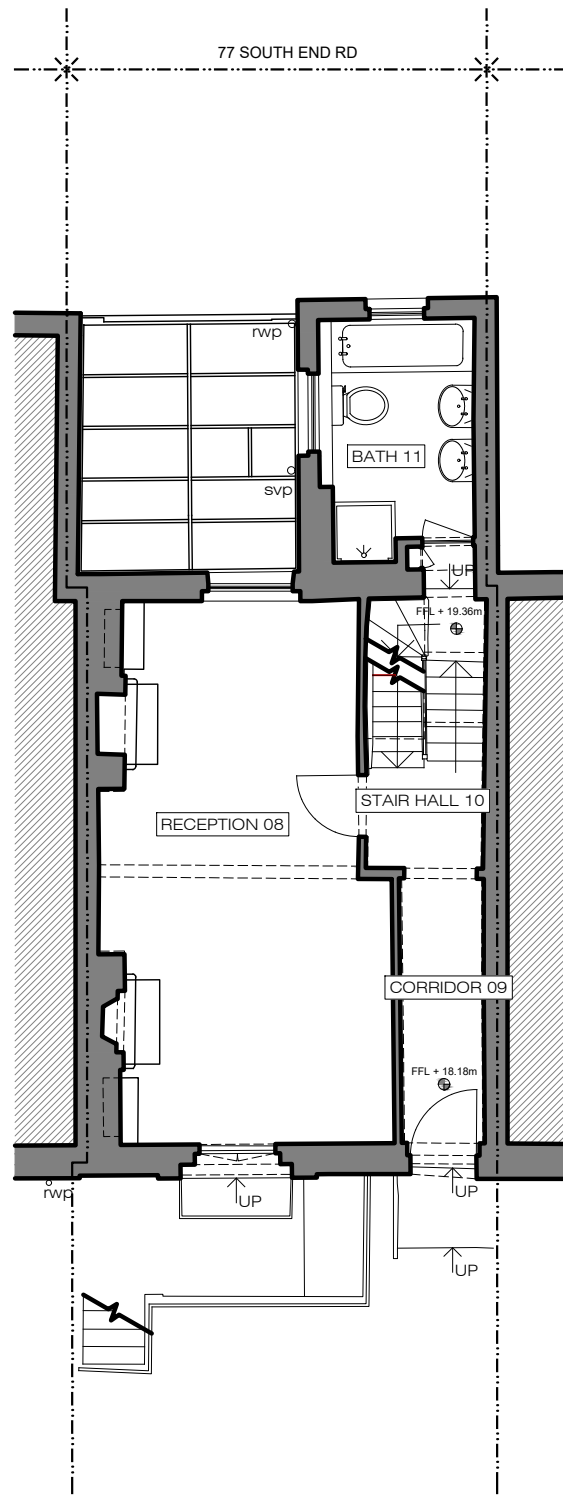 77 SOUTH END RD
rwp
BATH 11
svp
UP
FFL + 19.36m
STAIR HALL 10
RECEPTION 08
CORRIDOR 09
FFL + 18.18m
rwp
UP
UP
UP